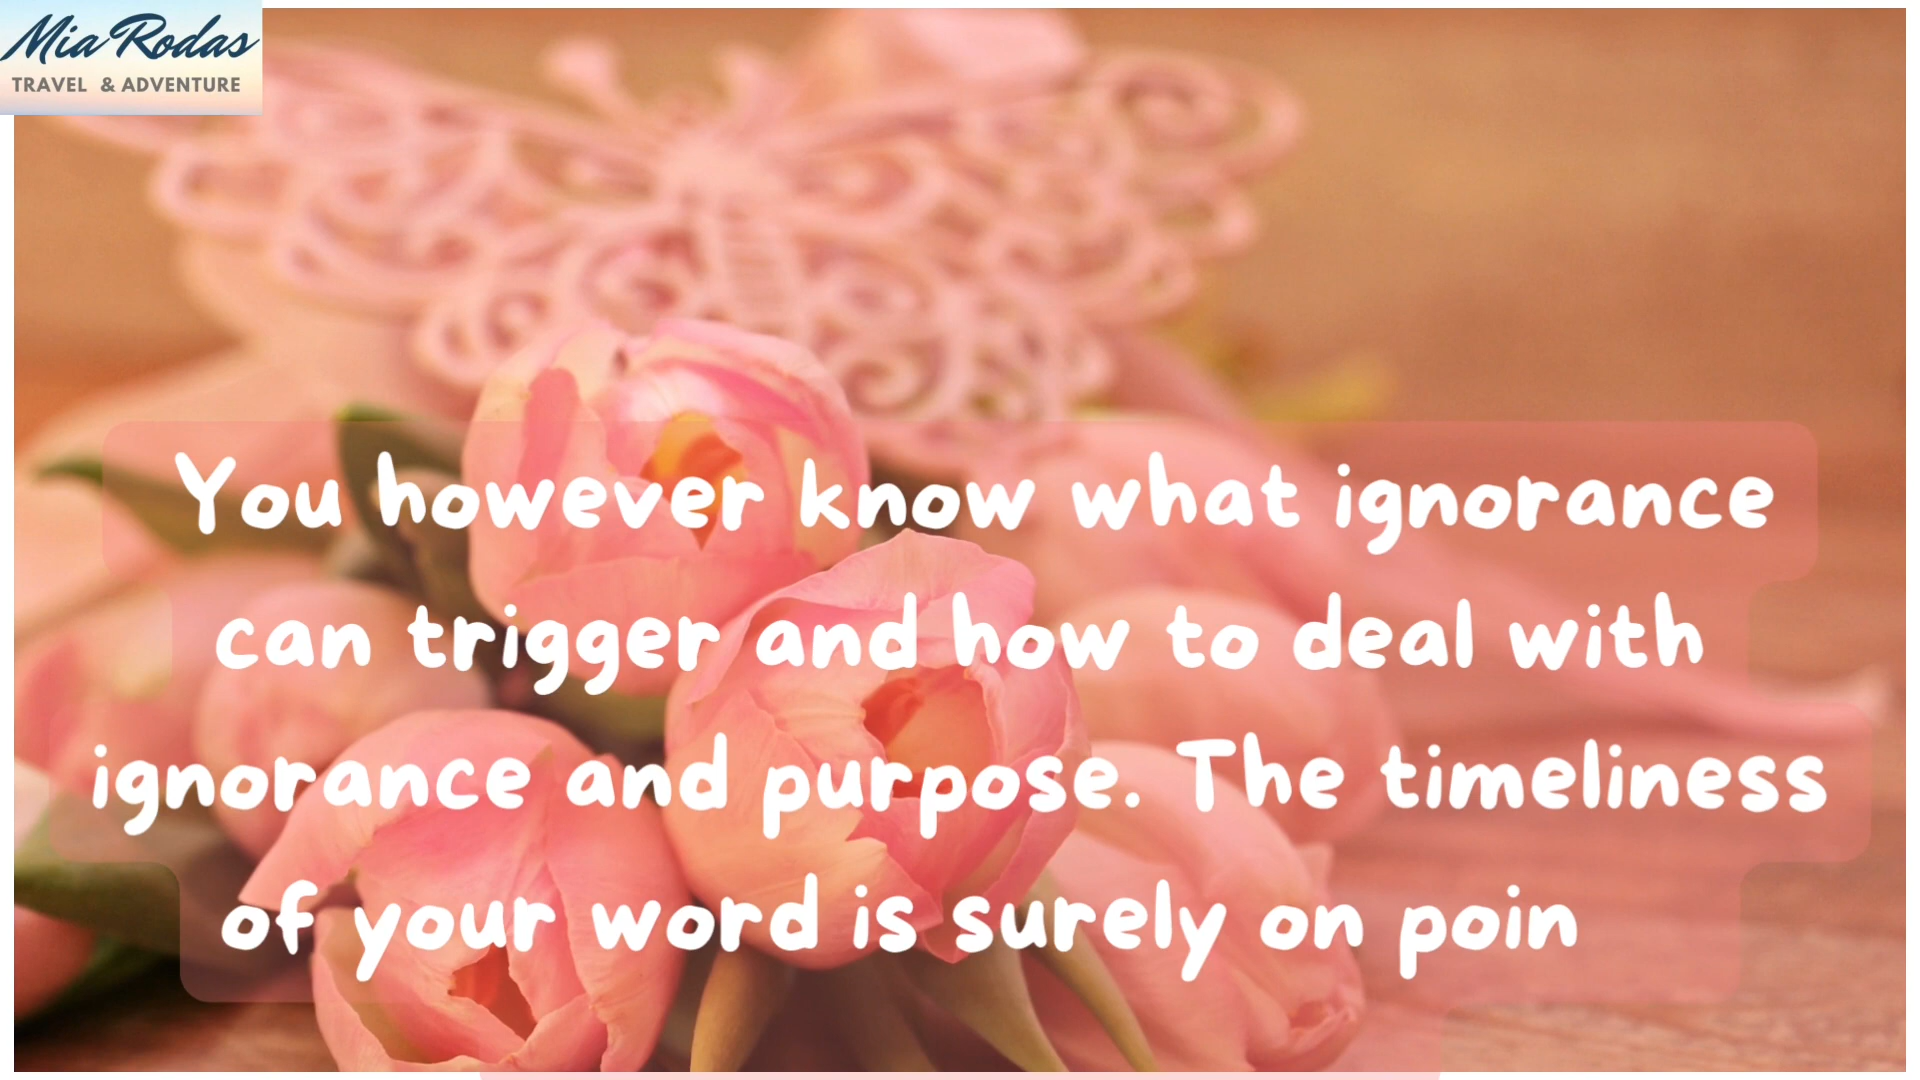 Mia Rodas
TRAVEL & ADVENTURE
You however know what ignorance
can trigger and how to deal with
ignorance and purpose. The timeliness
of your word is surely on poin